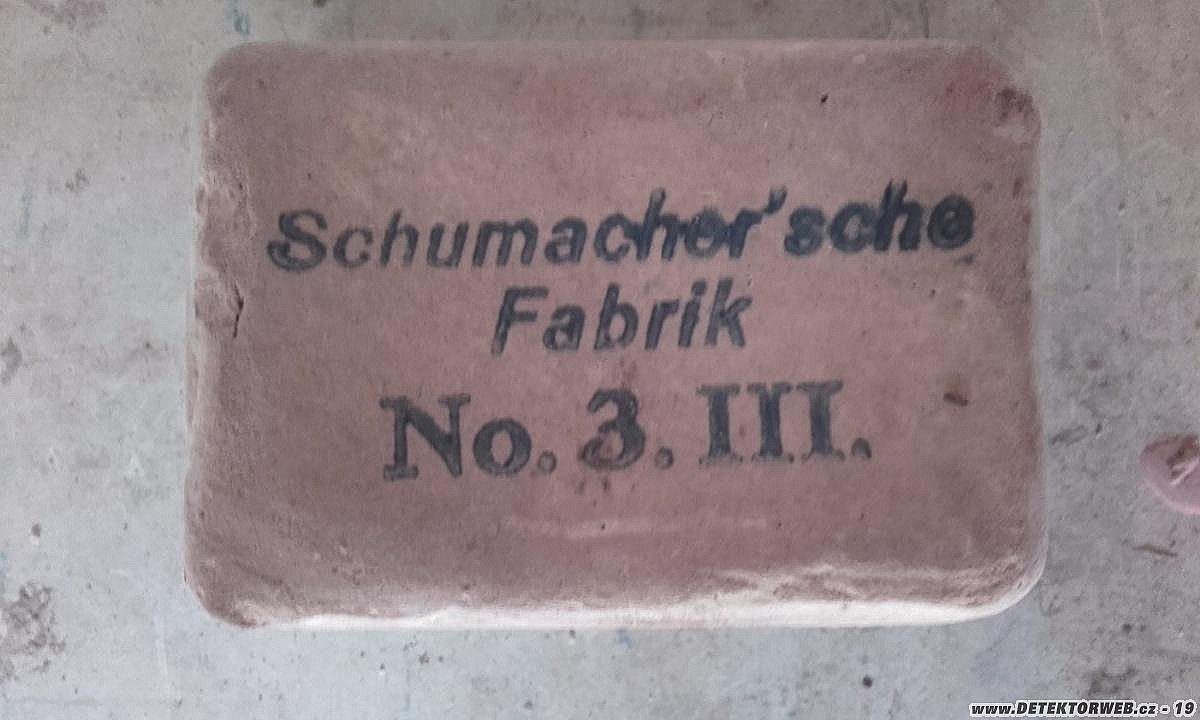 Schumacher'sche
Fabrik
No. 3. III.
www.DETEKTORWEB.cz - 19